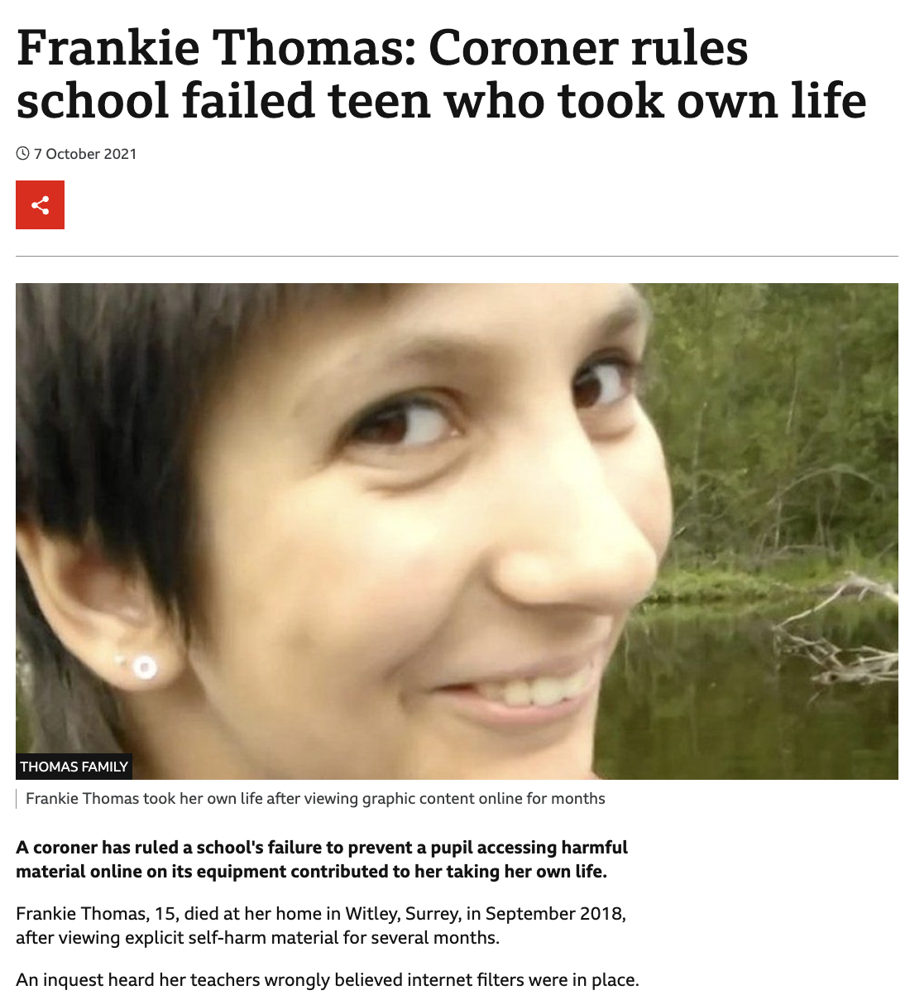 Frankie Thomas: Coroner rules
school failed teen who took own life
7 October 2021
THOMAS FAMILY
Frankie Thomas took her own life after viewing graphic content online for months
A coroner has ruled a school's failure to prevent a pupil accessing harmful
material online on its equipment contributed to her taking her own life.
Frankie Thomas, 15, died at her home in Witley, Surrey, in September 2018,
after viewing explicit self-harm material for several months.
An inquest heard her teachers wrongly believed internet filters were in place.